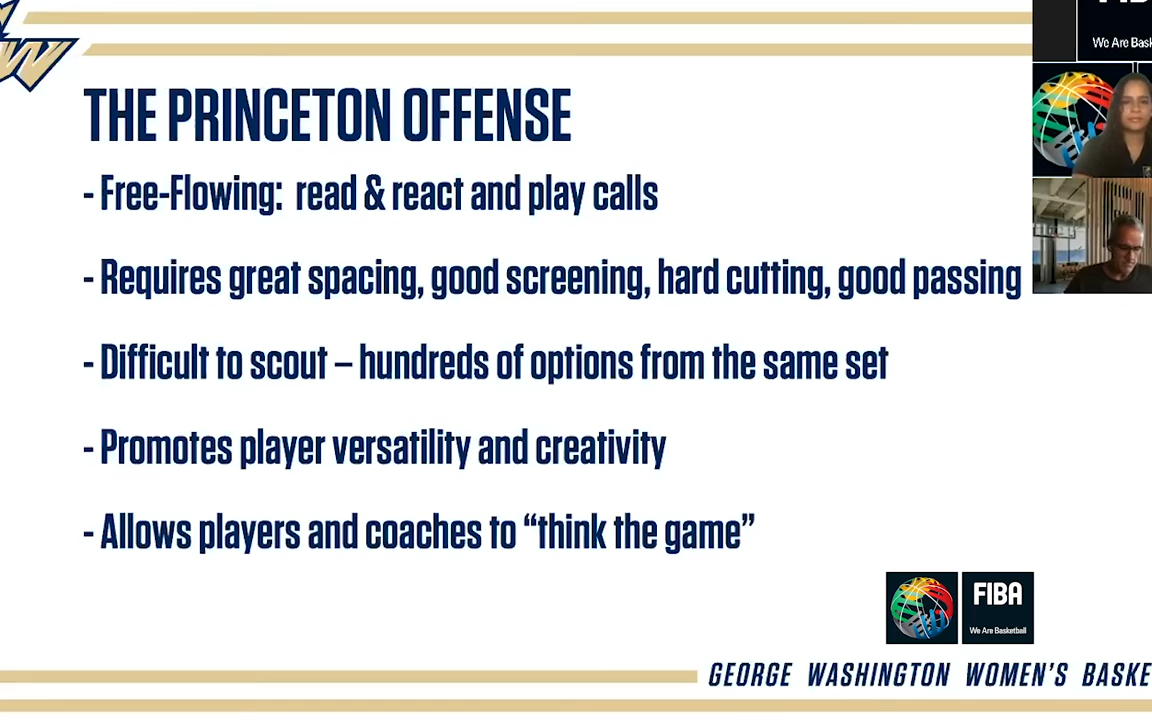 GW
We Are Bask
THE PRINCETON OFFENSE
- Free-Flowing: read & react and play calls
- Requires great spacing, good screening, hard cutting, good passing
- Difficult to scout – hundreds of options from the same set
- Promotes player versatility and creativity
- Allows players and coaches to “think the game”
FIBA
We Are Basketball
GEORGE WASHINGTON WOMEN'S BASKE